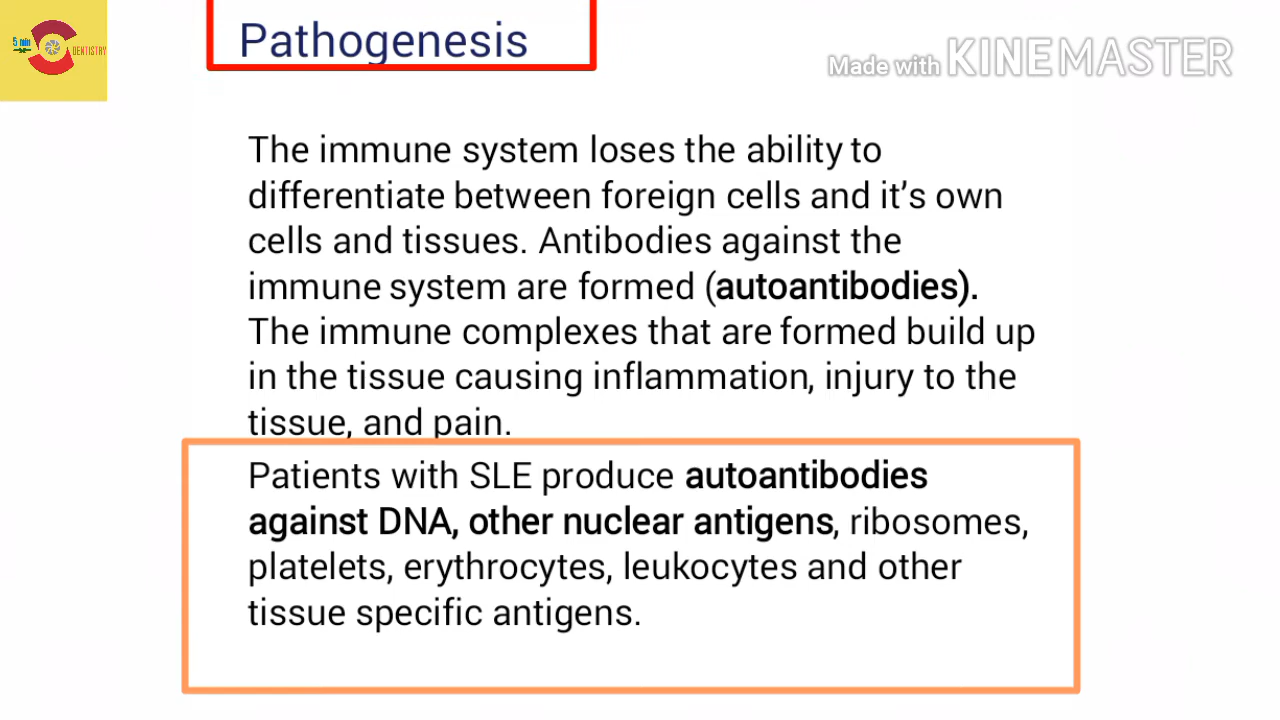 Pathogenesis
5 min
DENTISTRY
Made with KINEMASTER
The immune system loses the ability to
differentiate between foreign cells and it's own
cells and tissues. Antibodies against the
immune system are formed (autoantibodies).
The immune complexes that are formed build up
in the tissue causing inflammation, injury to the
tissue, and pain.
Patients with SLE produce autoantibodies
against DNA, other nuclear antigens, ribosomes,
platelets, erythrocytes, leukocytes and other
tissue specific antigens.